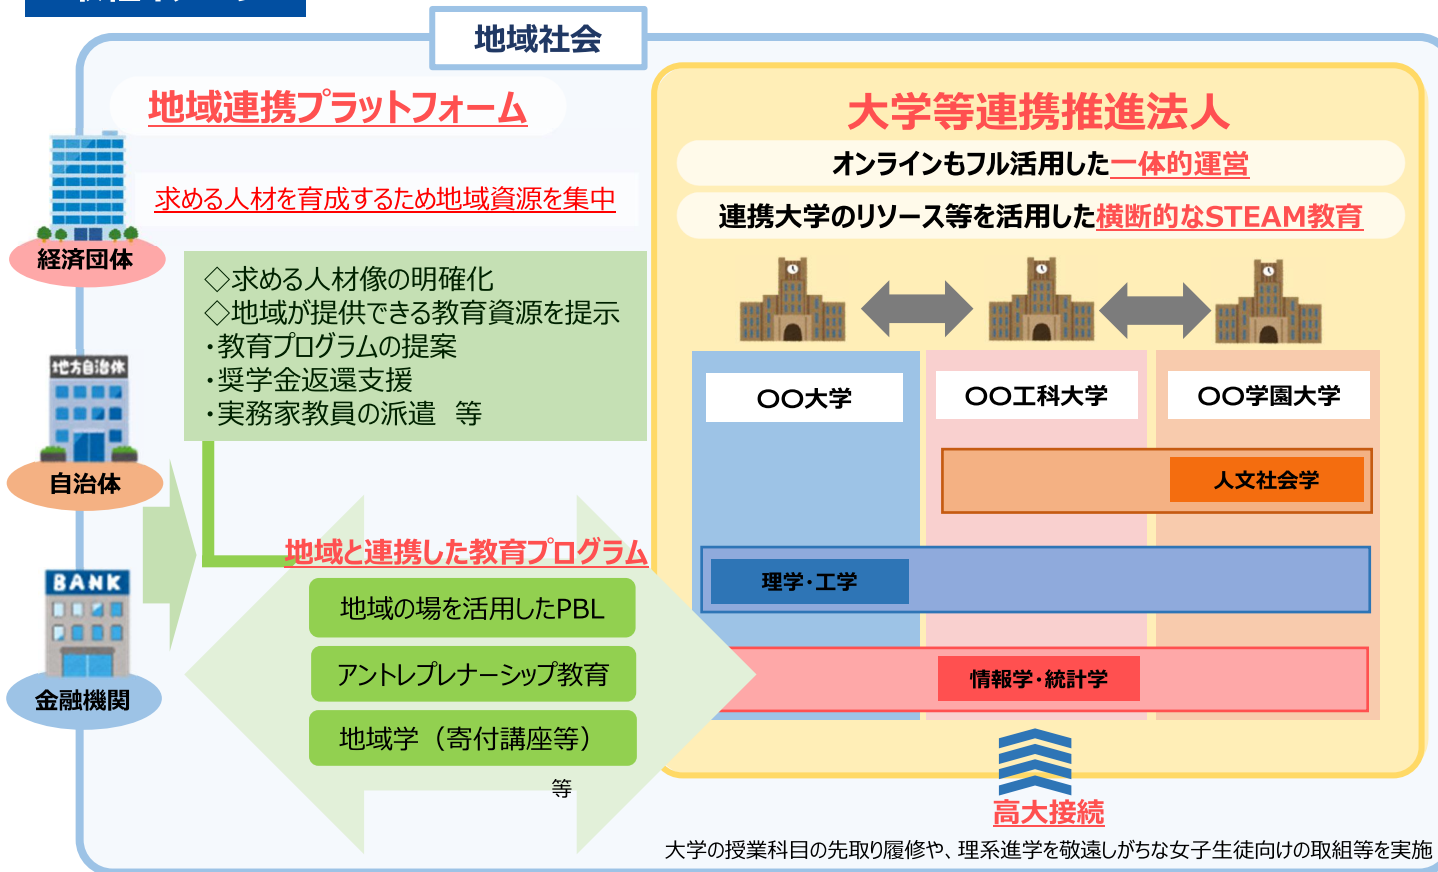 地域社会
地域連携プラットフォーム
求める人材を育成するため地域資源を集中
経済団体
◇求める人材像の明確化
◇地域が提供できる教育資源を提示
・教育プログラムの提案
・奨学金返還支援
・実務家教員の派遣　等
地方自治体
自治体
BANK
金融機関
地域と連携した教育プログラム
地域の場を活用したPBL
アントレプレナーシップ教育
地域学（寄付講座等）
等
大学等連携推進法人
オンラインもフル活用した一体的運営
連携大学のリソース等を活用した横断的なSTEAM教育
〇〇大学
〇〇工科大学
〇〇学園大学
人文社会学
理学・工学
情報学・統計学
高大接続
大学の授業科目の先取り履修や、理系進学を敬遠しがちな女子生徒向けの取組等を実施